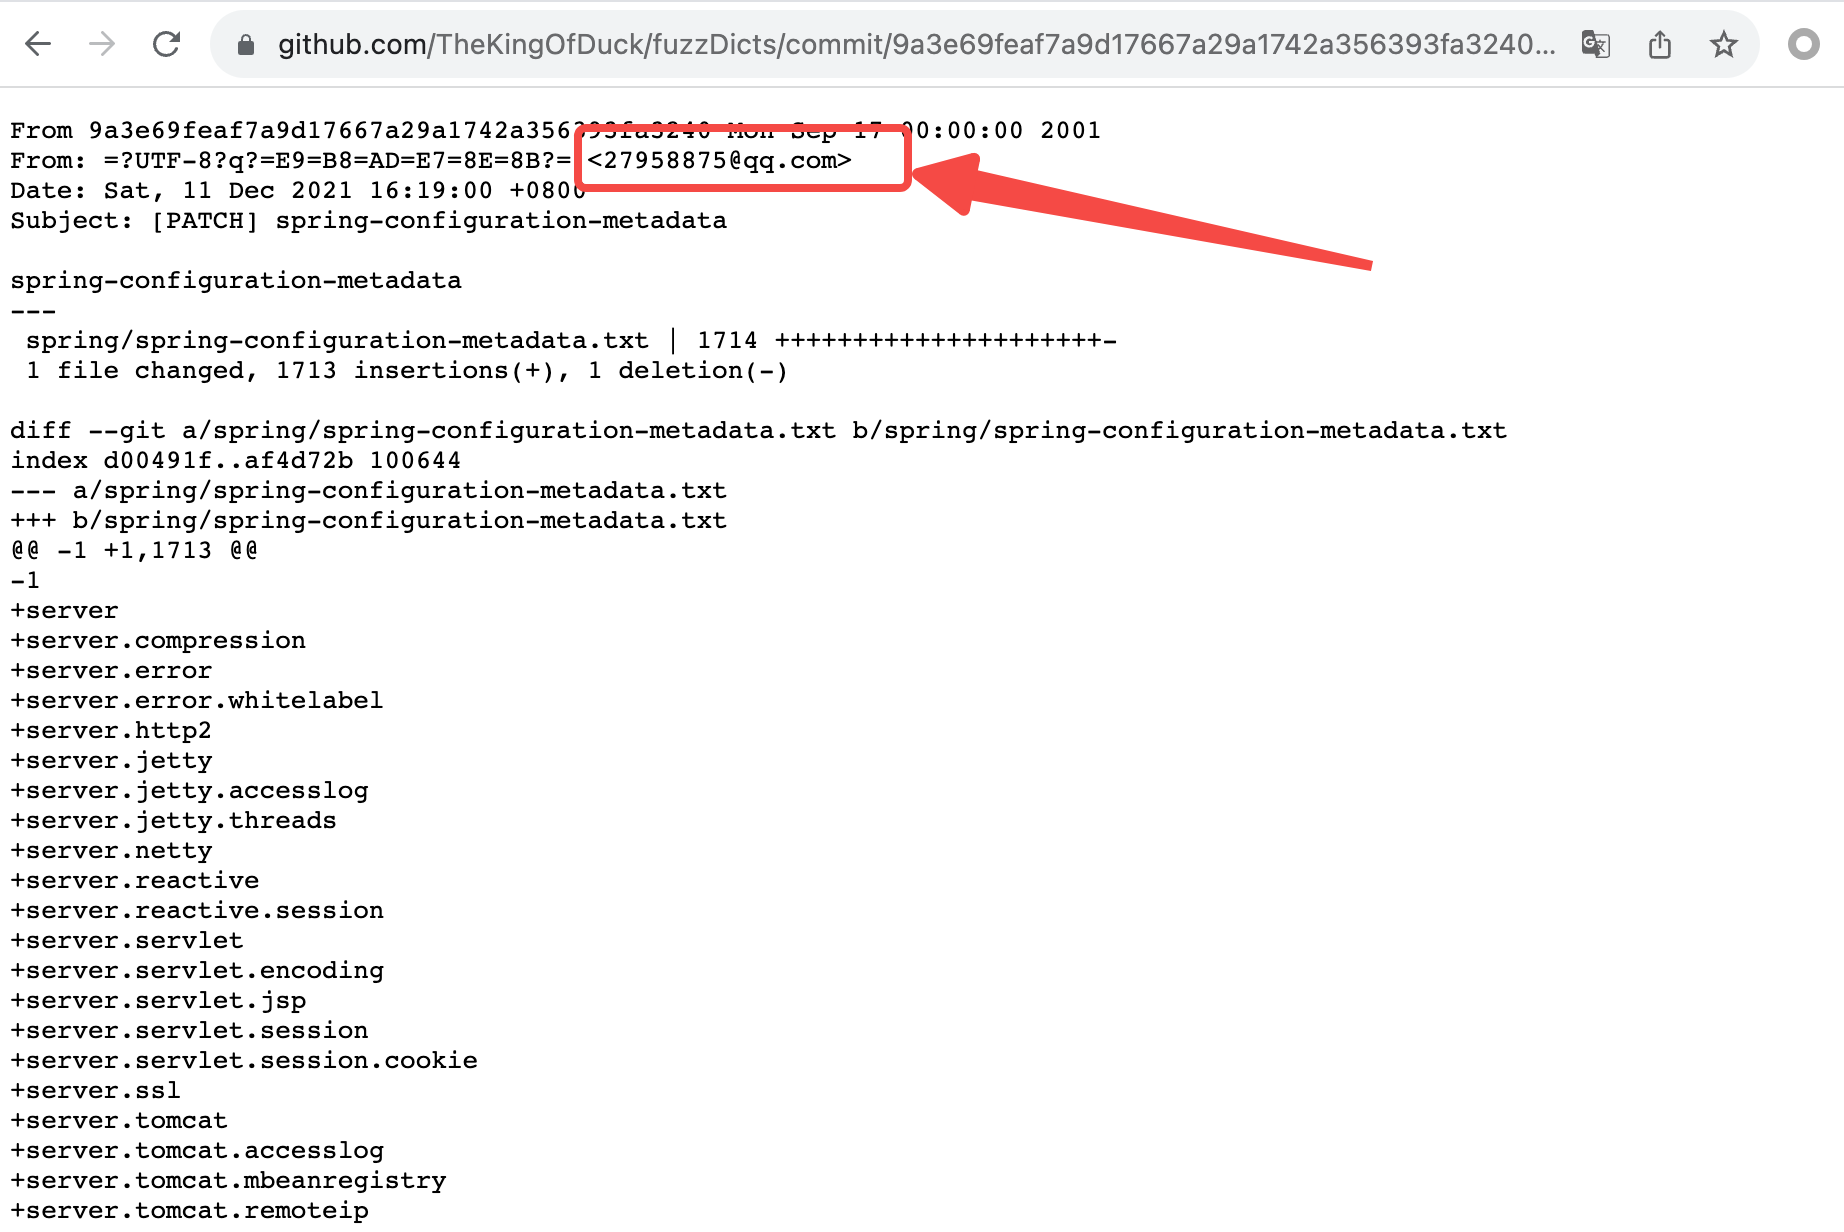 github.com/TheKingOfDuck/fuzzDicts/commit/9a3e69feaf7a9d17667a29a1742a356393fa3240...
From 9a3e69feaf7a9d17667a29a1742a356393fa3240 Mon Sep 17 00:00:00 2001
From: =?UTF-8?q?=E9=B8=AD=E7=8E=8B?= <27958875@qq.com>
Date: Sat, 11 Dec 2021 16:19:00 +0800
Subject: [PATCH] spring-configuration-metadata
spring-configuration-metadata
---
spring/spring-configuration-metadata.txt | 1714 +++++++++++++++++++++-
1 file changed, 1713 insertions(+), 1 deletion(-)
diff --git a/spring/spring-configuration-metadata.txt b/spring/spring-configuration-metadata.txt
index d00491f..af4d72b 100644
--- a/spring/spring-configuration-metadata.txt
+++ b/spring/spring-configuration-metadata.txt
@@ -1 +1,1713 @@
-1
+server
+server.compression
+server.error
+server.error.whitelabel
+server.http2
+server.jetty
+server.jetty.accesslog
+server.jetty.threads
+server.netty
+server.reactive
+server.reactive.session
+server.servlet
+server.servlet.encoding
+server.servlet.jsp
+server.servlet.session
+server.servlet.session.cookie
+server.ssl
+server.tomcat
+server.tomcat.accesslog
+server.tomcat.mbeanregistry
+server.tomcat.remoteip